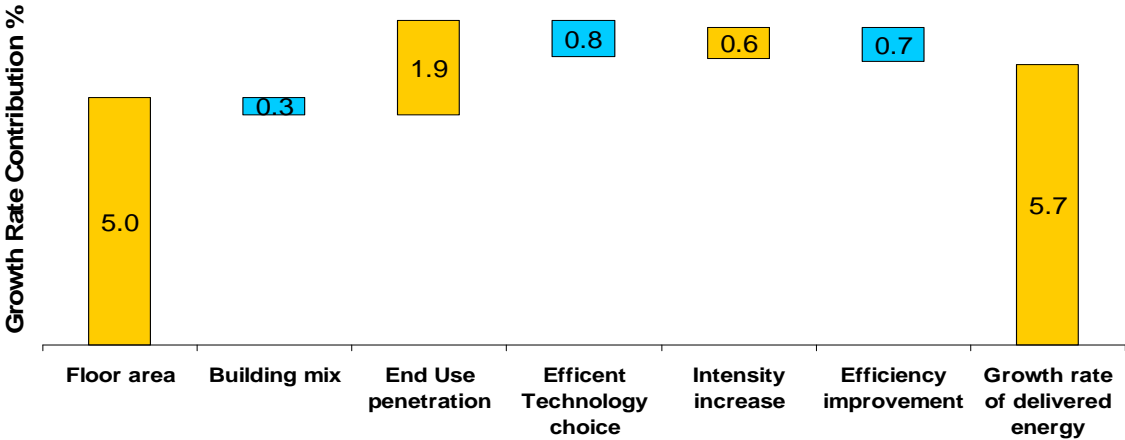 Growth Rate Contribution %
5.0
0.3
1.9
0.8
0.6
0.7
5.7
Floor area
Building mix
End Use
penetration
Efficent
Technology
choice
Intensity
increase
Efficiency
improvement
Growth rate
of delivered
energy